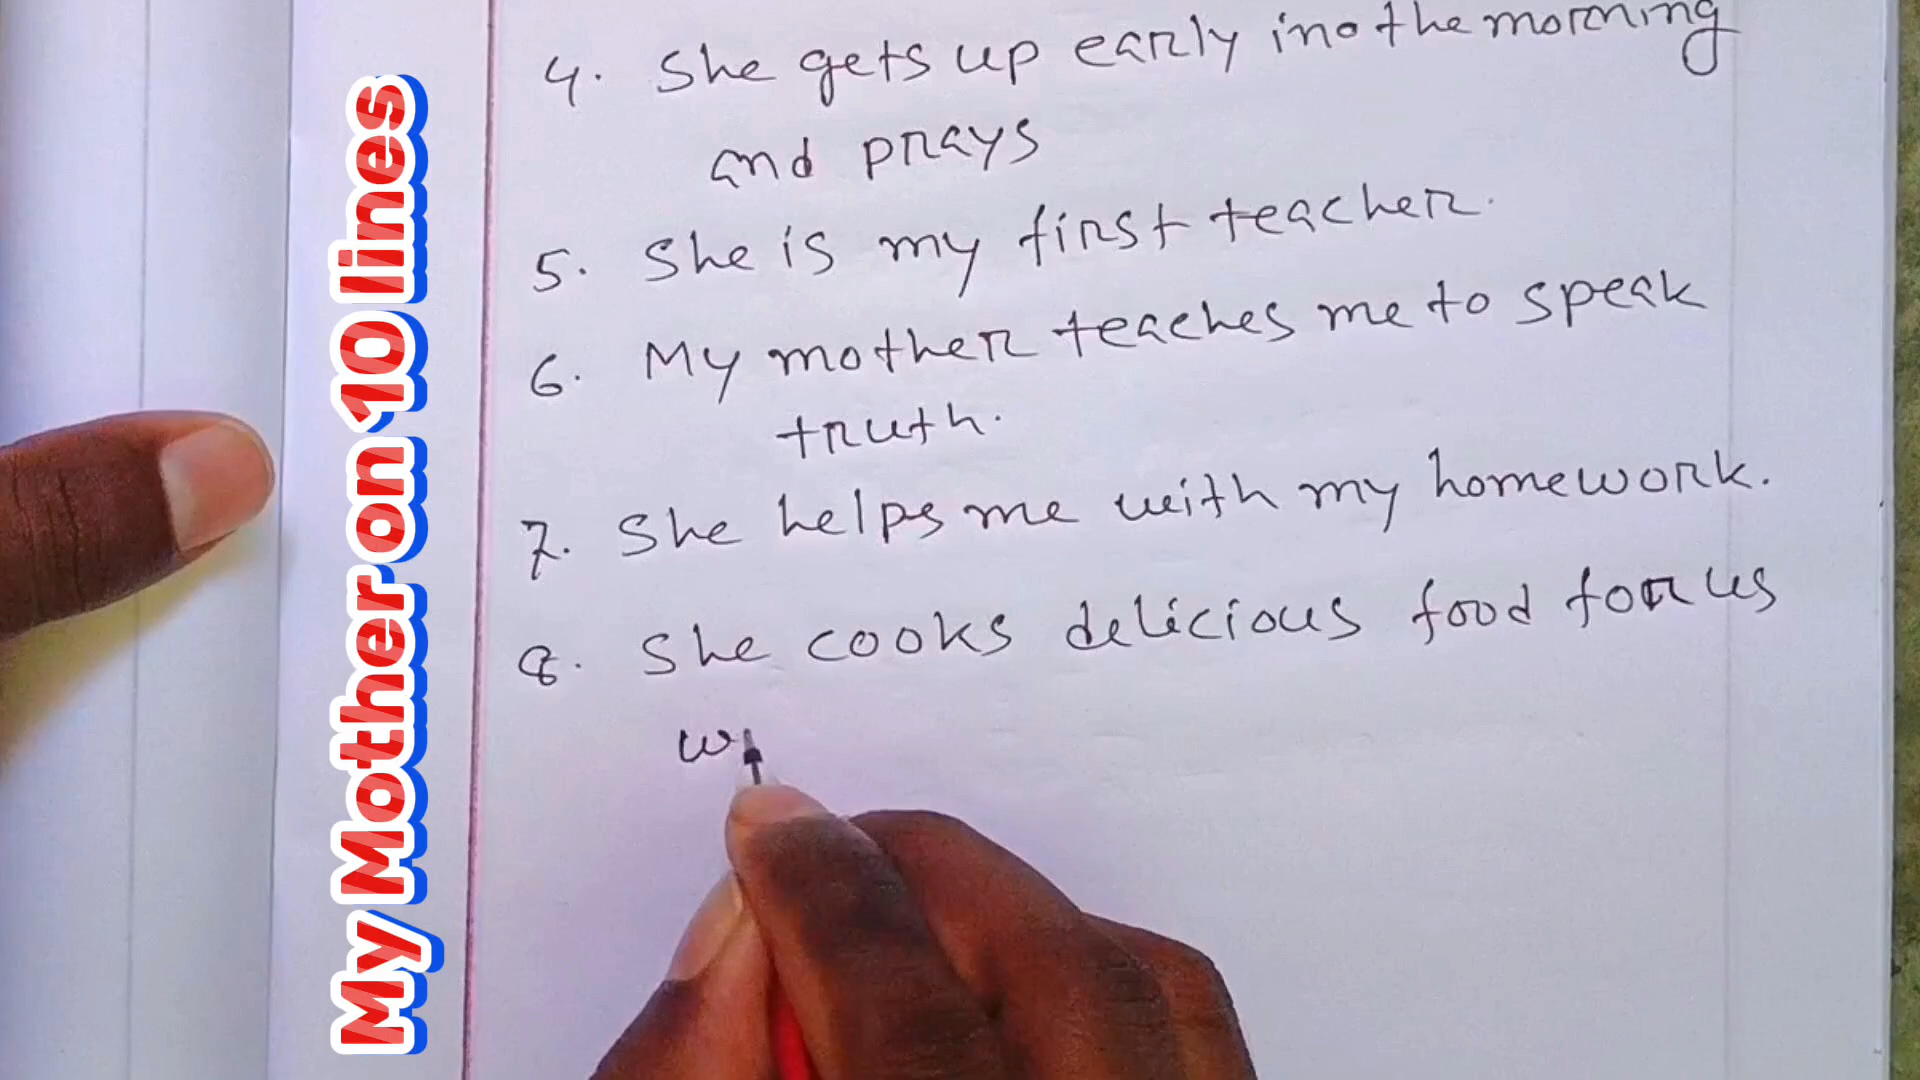 My Mother on 10 lines
4. She gets up early in the morning
and prays
5. She is my first teacher.
6. My mother teaches me to speak
truth.
7. She helps me with my homework.
8. She cooks delicious food for us